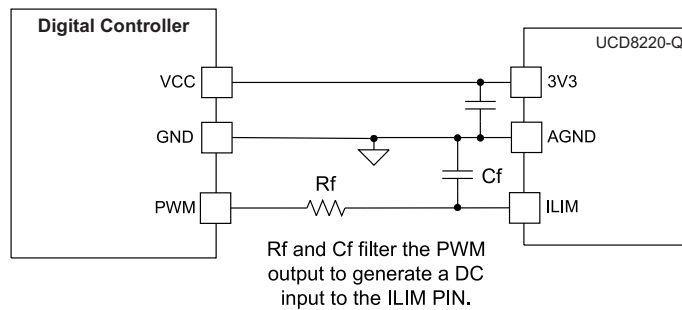 Digital Controller
UCD8220-Q
VCC
3V3
GND
AGND
Rf
Cf
PWM
ILIM
Rf and Cf filter the PWM
output to generate a DC
input to the ILIM PIN.